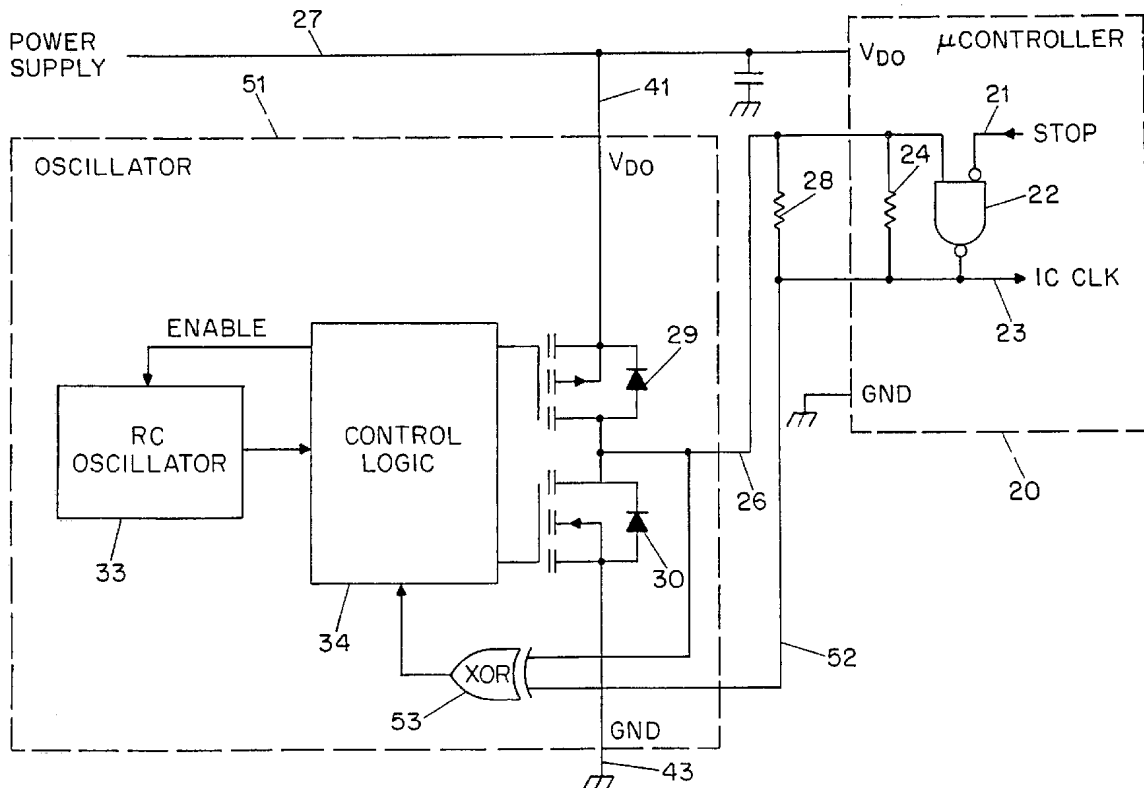 27
POWER
SUPPLY
51
41
V_DO
μCONTROLLER
21
STOP
OSCILLATOR
V_DO
28
24
22
IC CLK
23
ENABLE
29
GND
RC
OSCILLATOR
CONTROL
LOGIC
26
20
33
30
34
52
XOR
53
GND
43